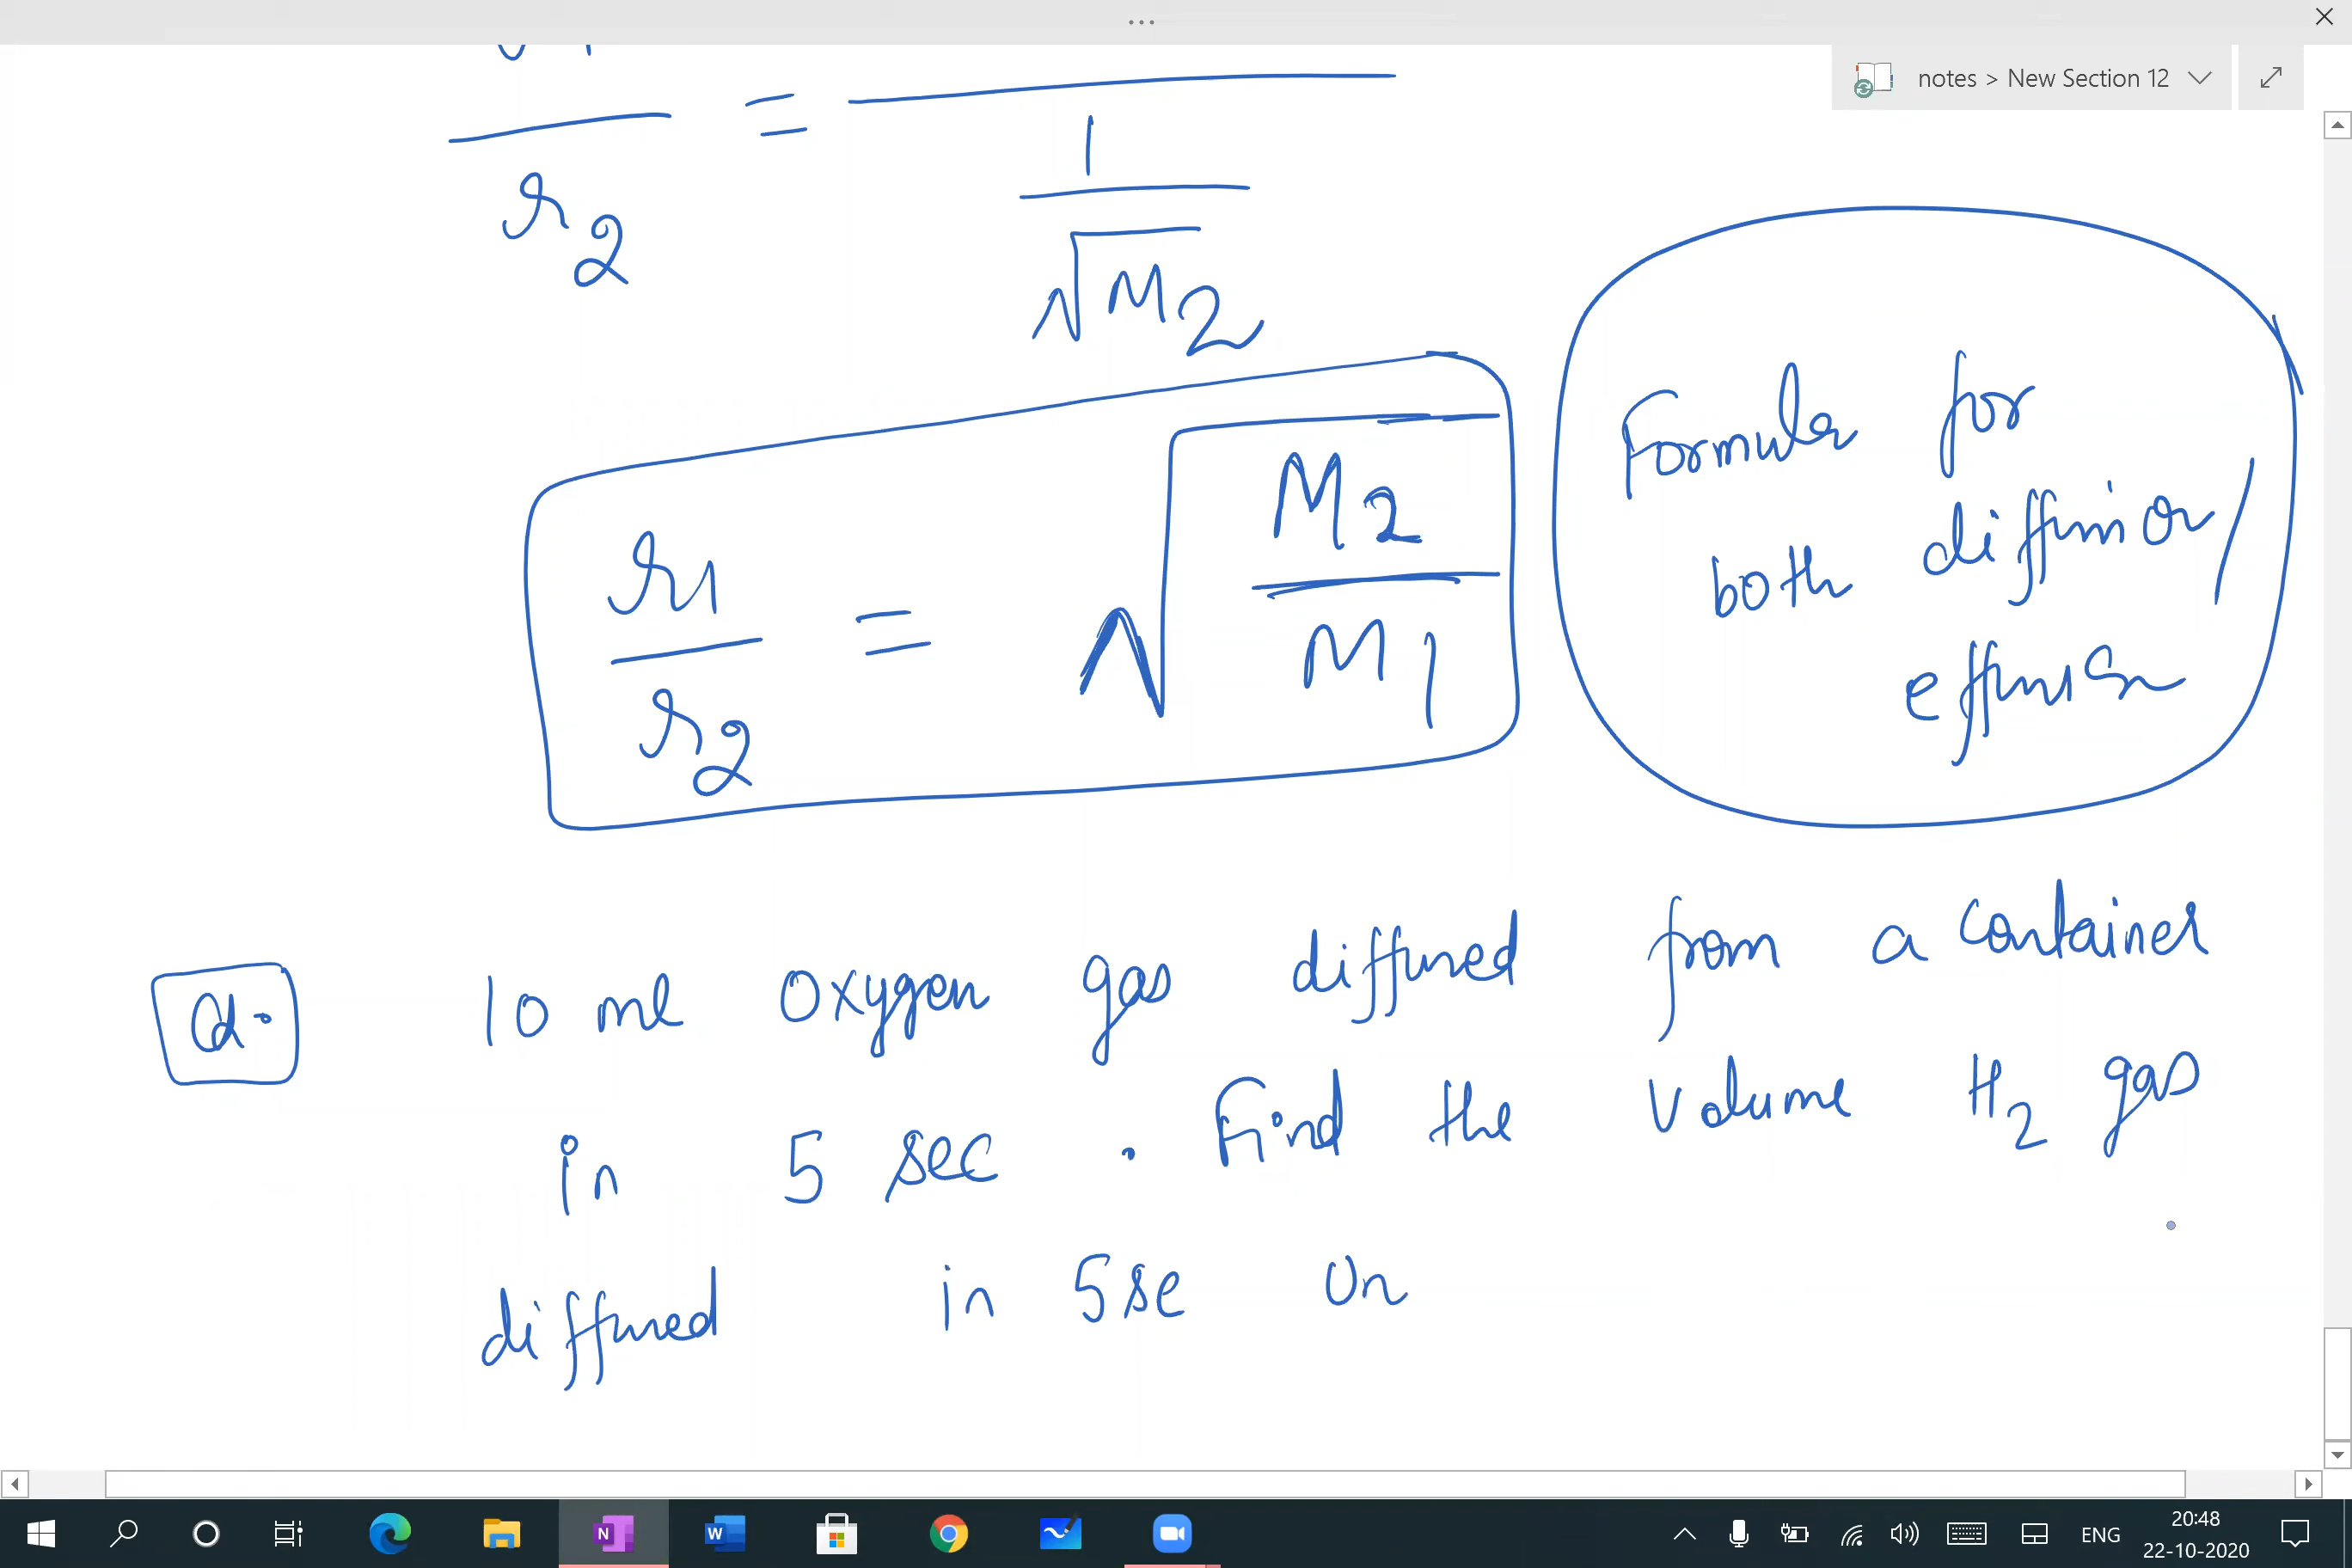 notes > New Section 12
r2 = 1
√M2
r1/r2 = √M2/M1
Formula for
both diffusion/
effusion
Q. 10 ml oxygen gas diffused from a container
in 5 sec. Find the volume H2 gas
diffused in 5 se On
ENG
20:48
22-10-2020